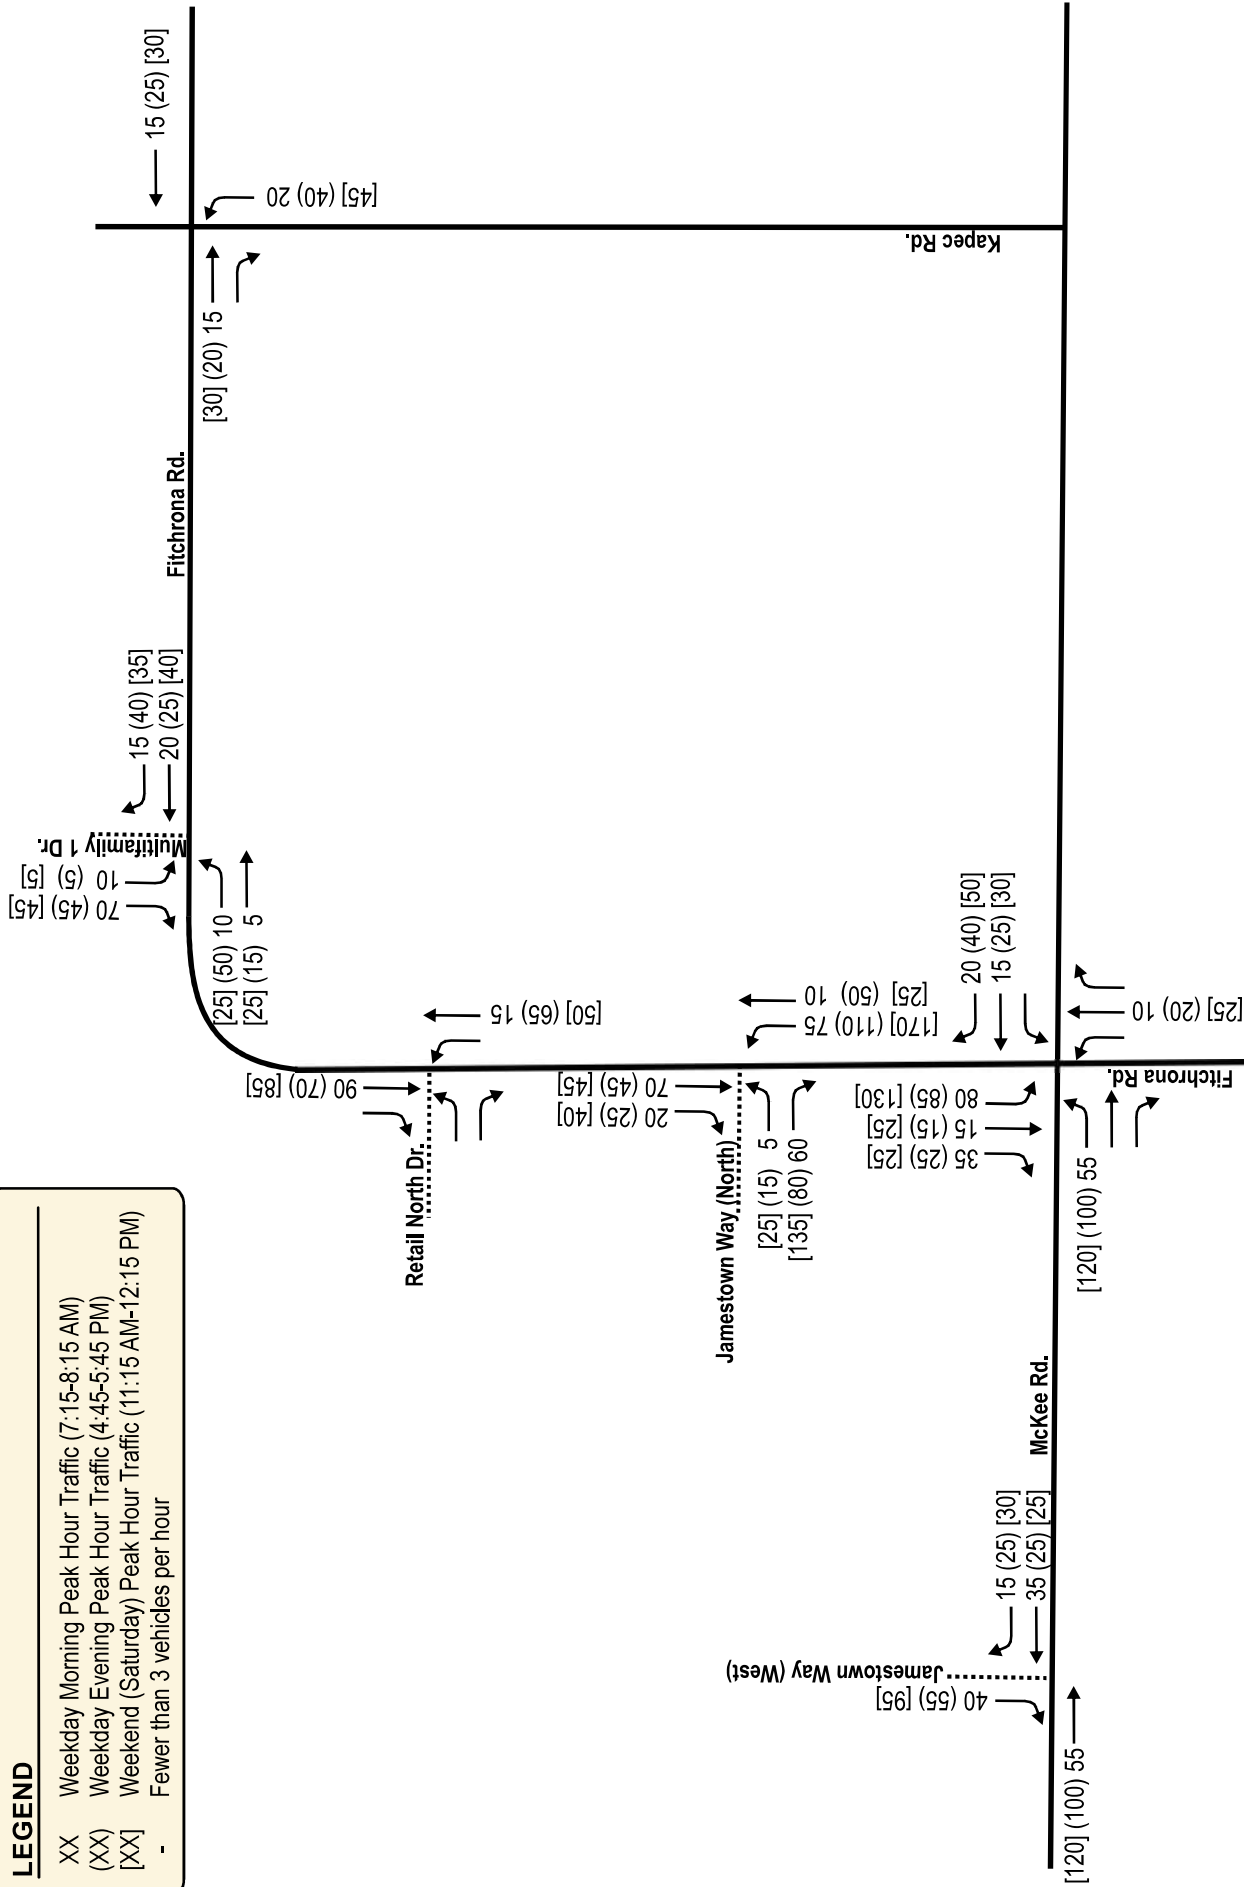 LEGEND
XX Weekday Morning Peak Hour Traffic (7:15-8:15 AM)
(XX) Weekday Evening Peak Hour Traffic (4:45-5:45 PM)
[XX] Weekend (Saturday) Peak Hour Traffic (11:15 AM-12:15 PM)
- Fewer than 3 vehicles per hour
15 (25) [30]
[45] (40) 20
Kapec Rd.
[30] (20) 15
Fitchrona Rd.
15 (40) [35]
20 (25) [40]
Multifamily 1 Dr.
10 (5) [5]
70 (45) [45]
[25] (50) 10
[25] (15) 5
[50] (65) 15
90 (70) [85]
Retail North Dr.
[25] (50) 10
[170] (110) 75
70 (45) [45]
20 (25) [40]
Jamestown Way (North)
[25] (15) 5
[135] (80) 60
20 (40) [50]
15 (25) [30]
[25] (20) 10
Fitchrona Rd.
80 (85) [130]
15 (15) [25]
35 (25) [25]
[120] (100) 55
McKee Rd.
15 (25) [30]
35 (25) [25]
Jamestown Way (West)
40 (55) [95]
[120] (100) 55